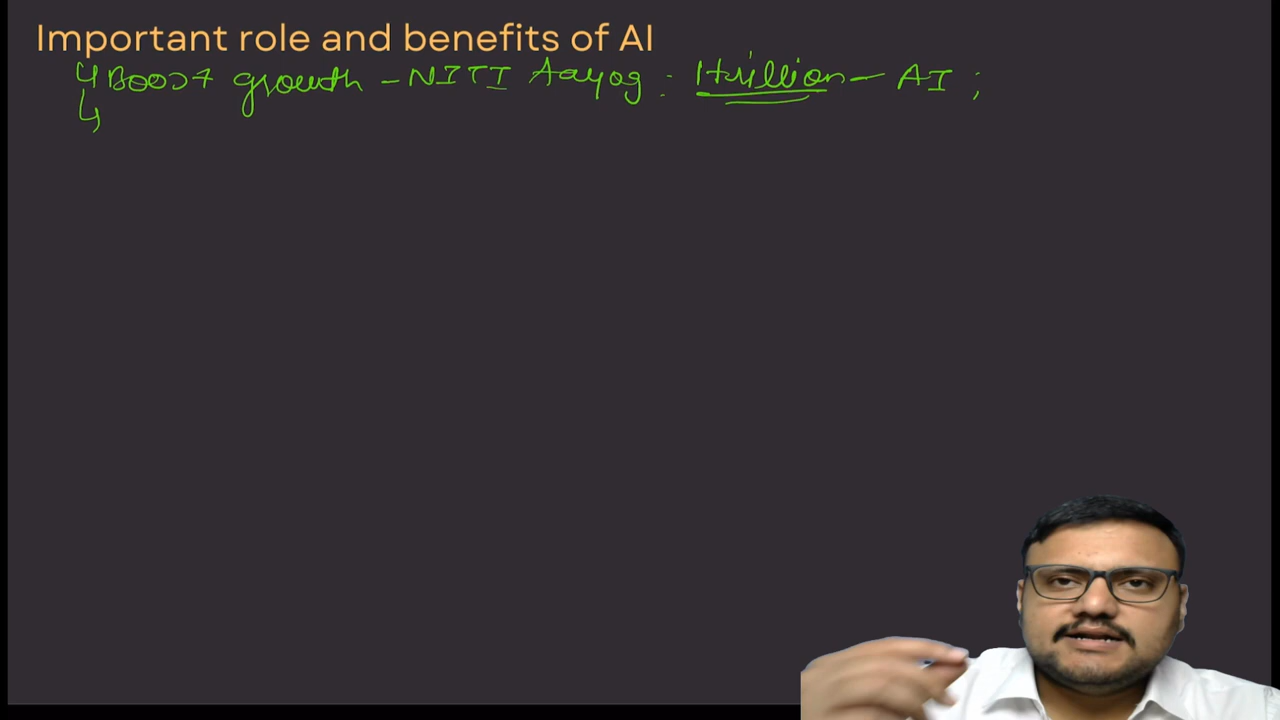 Important role and benefits of AI
↳ Boost growth - NITI Aayog : 1 trillion - AI ;
↳